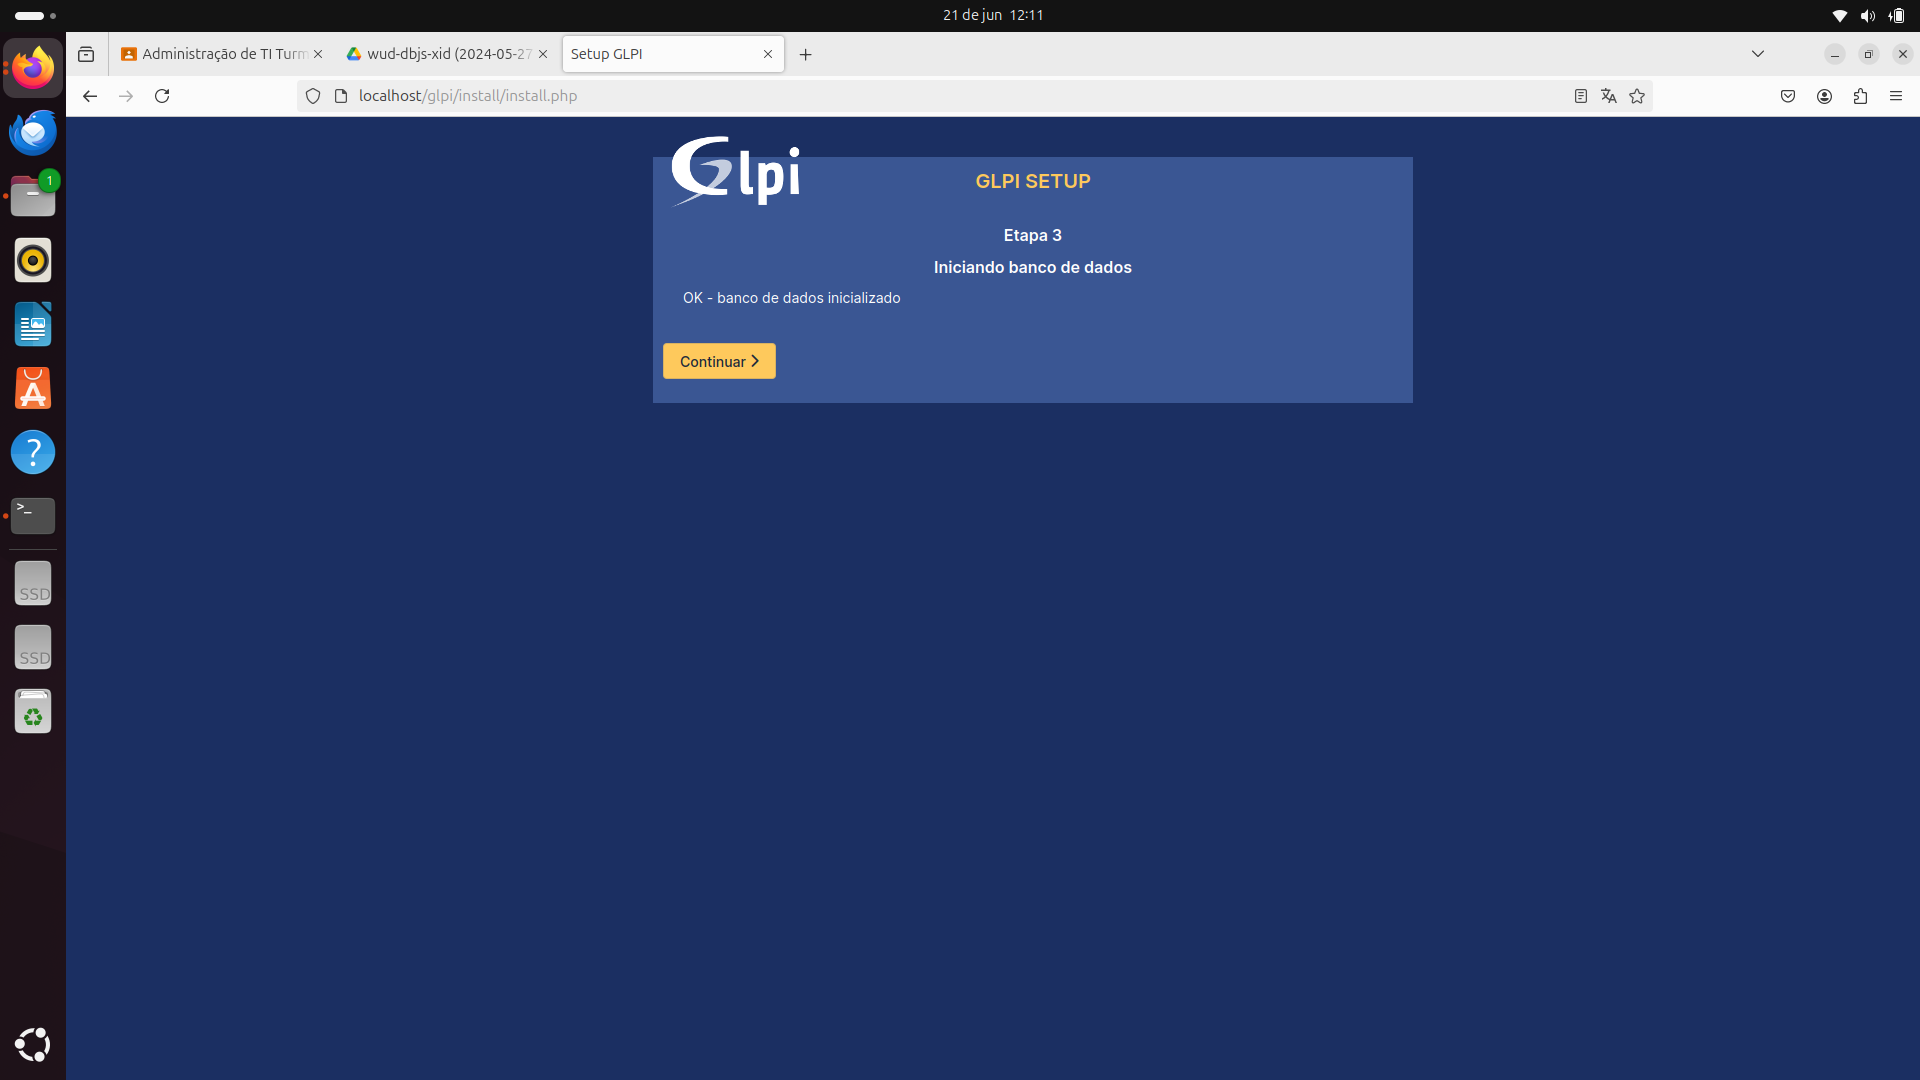 21 de jun 12:11
Administração de TI Turm
wud-dbjs-xid (2024-05-27
Setup GLPI
localhost/glpi/install/install.php
1
Glpi
GLPI SETUP
Etapa 3
Iniciando banco de dados
OK - banco de dados inicializado
Continuar
?
>_
SSD
SSD